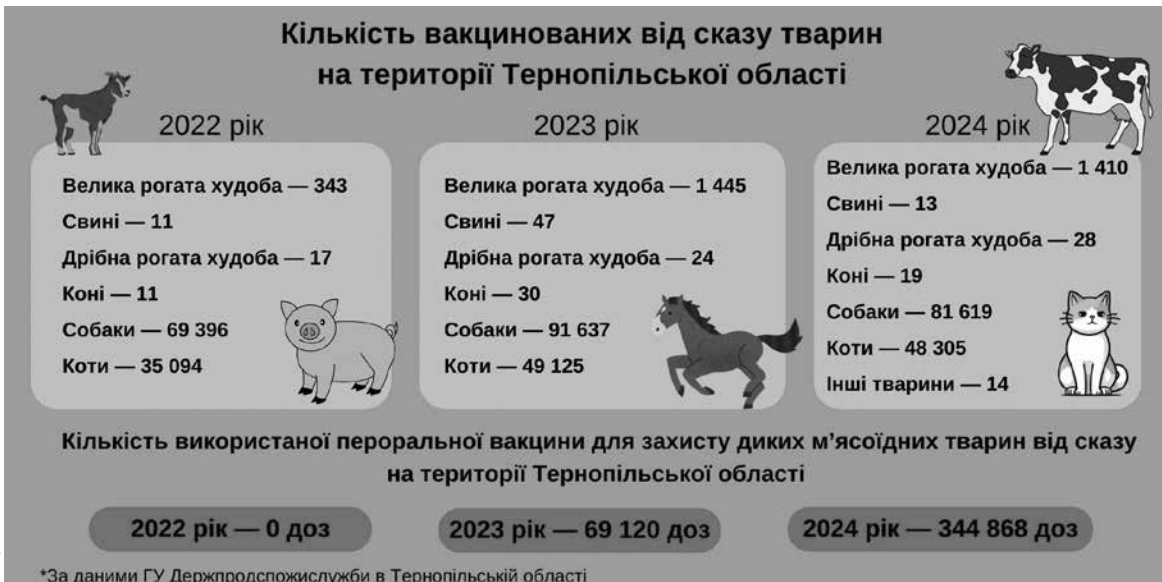 Кількість вакцинованих від сказу тварин
на території Тернопільської області
2022 рік
Велика рогата худоба — 343
Свині — 11
Дрібна рогата худоба — 17
Коні — 11
Собаки — 69 396
Коти — 35 094
2023 рік
Велика рогата худоба — 1 445
Свині — 47
Дрібна рогата худоба — 24
Коні — 30
Собаки — 91 637
Коти — 49 125
2024 рік
Велика рогата худоба — 1 410
Свині — 13
Дрібна рогата худоба — 28
Коні — 19
Собаки — 81 619
Коти — 48 305
Інші тварини — 14
Кількість використаної пероральної вакцини для захисту диких м’ясоїдних тварин від сказу
на території Тернопільської області
2022 рік — 0 доз
2023 рік — 69 120 доз
2024 рік — 344 868 доз
*За даними ГУ Держпродспожислужби в Тернопільській області